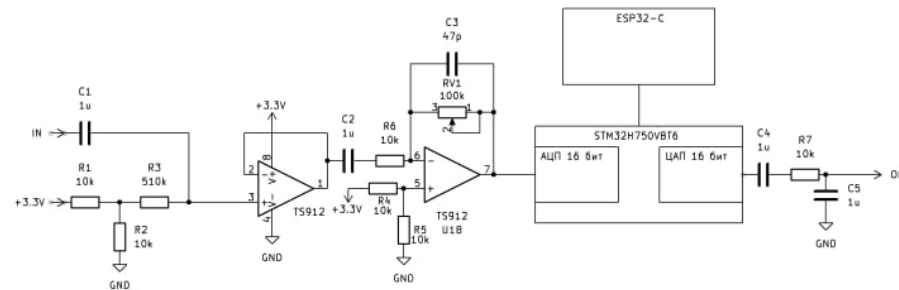 ESP32-C
C3
47p
RV1
100k
3
1
2
C1
1u
+3.3V
C2
1u
R6
10k
IN
STM32H750VBT6
АЦП 16 бит
ЦАП 16 бит
C4
1u
R7
10k
R1
10k
R3
510k
8
V+
2
-
1
3
+
V-
4
TS912
6
-
7
5
+
+3.3V
+3.3V
R4
10k
TS912
U1B
C5
1u
R2
10k
R5
10k
GND
GND
GND
GND